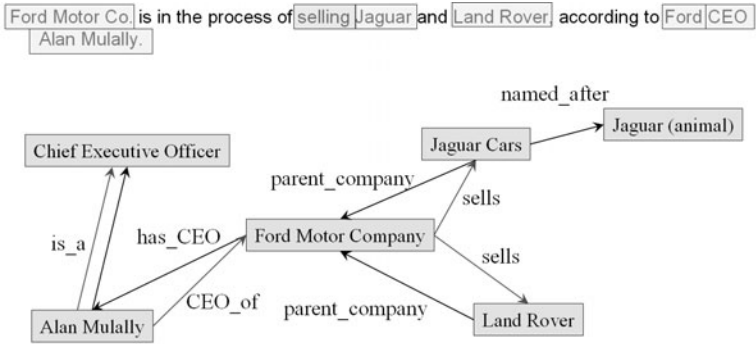 Ford Motor Co. is in the process of selling Jaguar and Land Rover, according to Ford CEO
Alan Mulally.
named_after
Jaguar (animal)
Jaguar Cars
Chief Executive Officer
parent_company
sells
is_a
has_CEO
Ford Motor Company
sells
CEO_of
parent_company
Land Rover
Alan Mulally